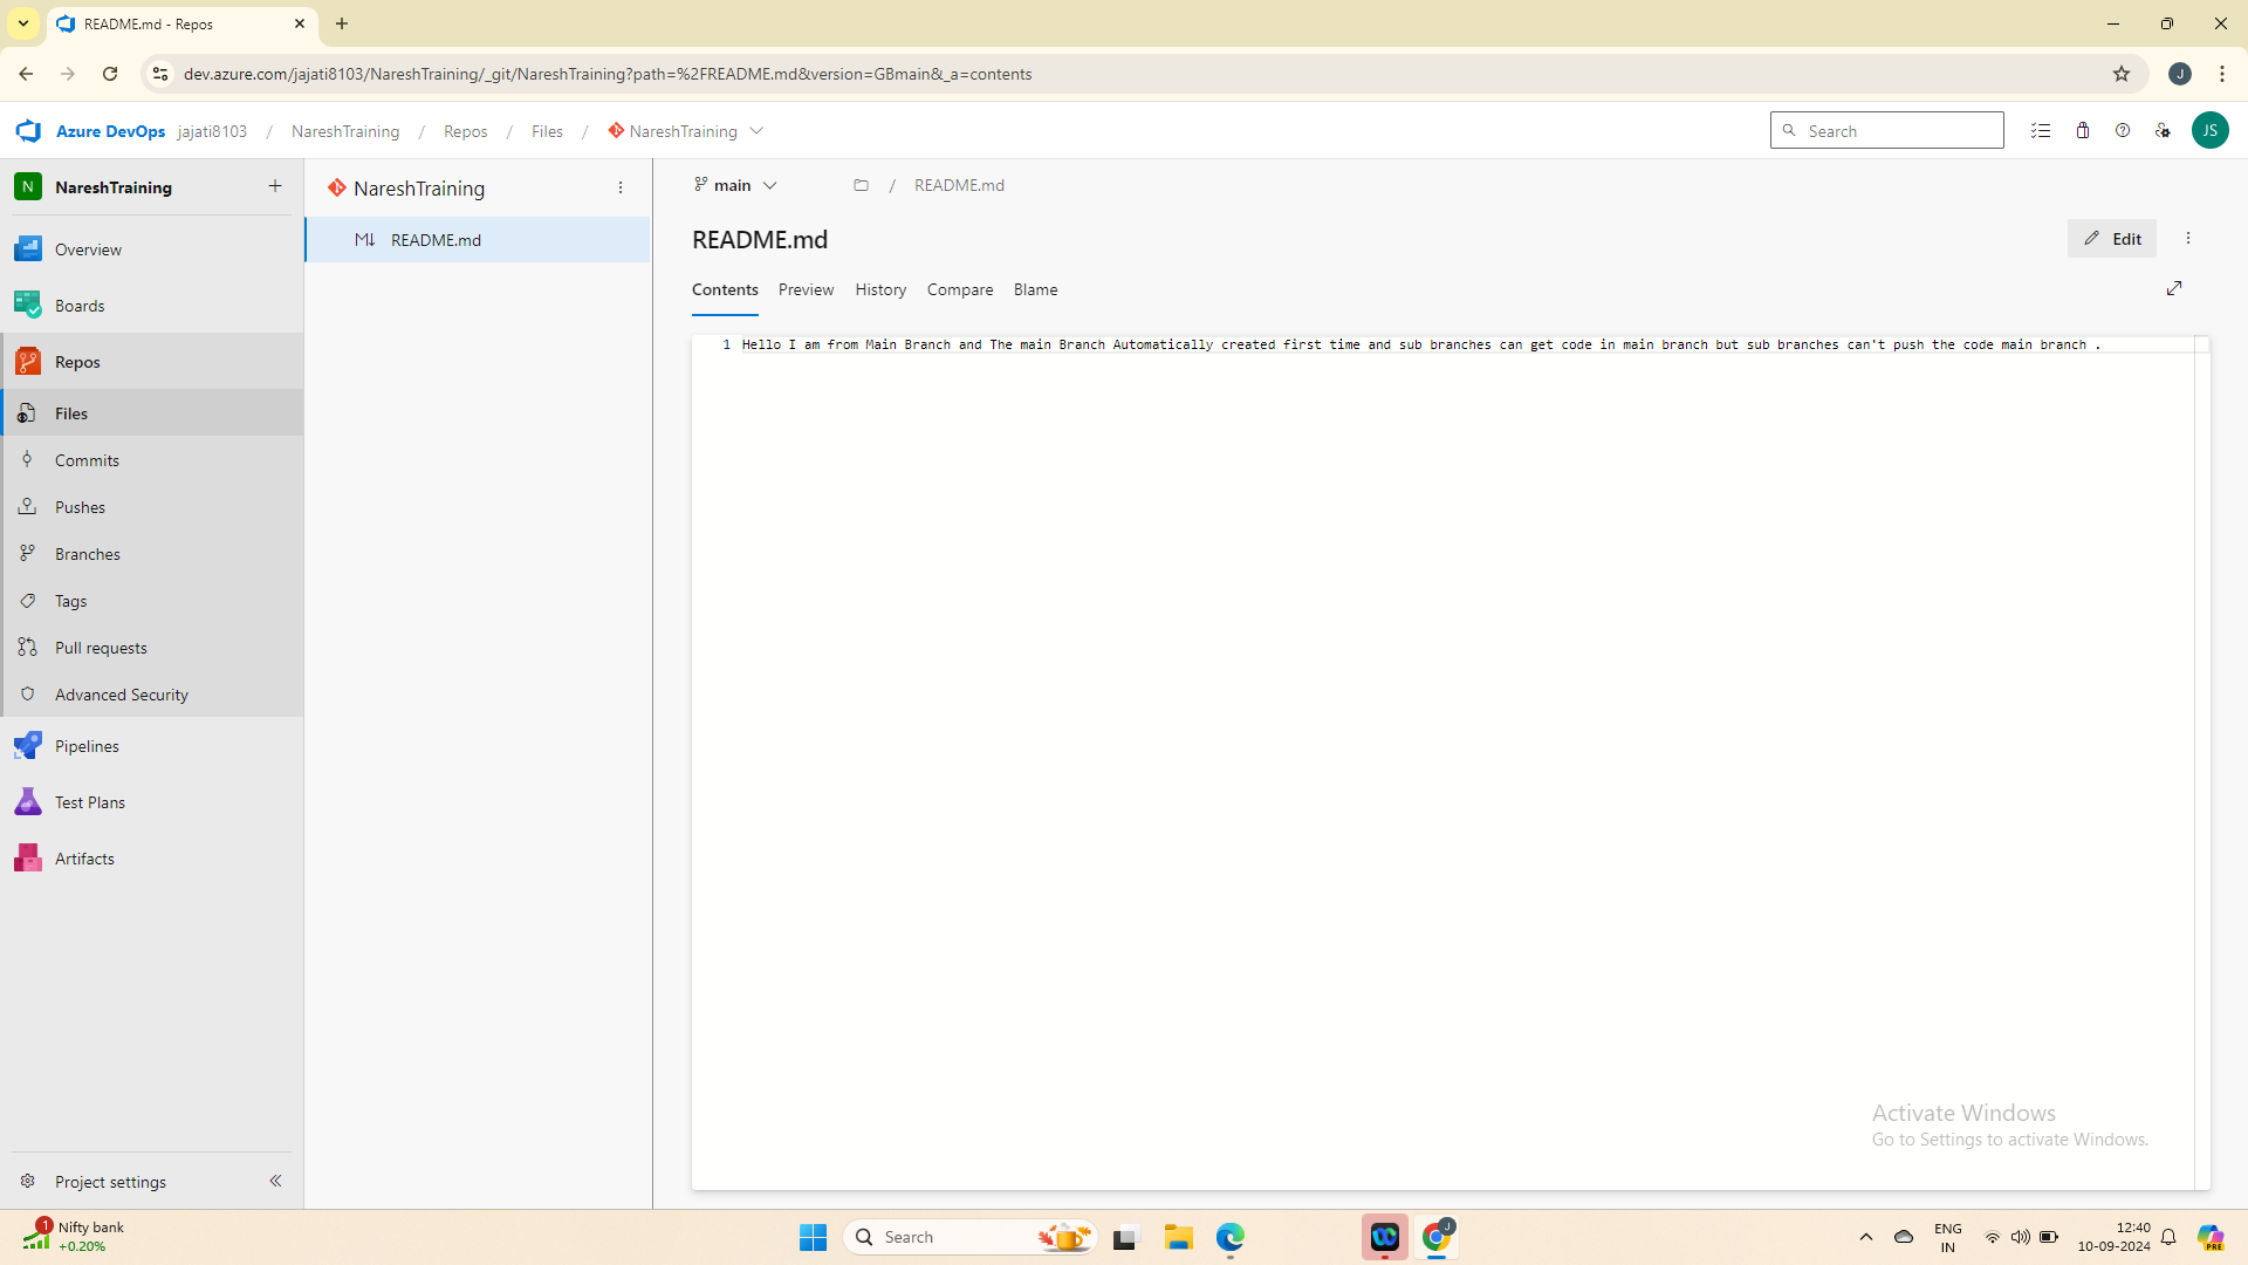 README.md - Repos
dev.azure.com/jajati8103/NareshTraining/_git/NareshTraining?path=%2FREADME.md&version=GBmain&_a=contents
J
Azure DevOps jajati8103 / NareshTraining / Repos / Files / NareshTraining
Search
JS
N NareshTraining
Overview
Boards
Repos
Files
Commits
Pushes
Branches
Tags
Pull requests
Advanced Security
Pipelines
Test Plans
Artifacts
Project settings
NareshTraining
M↓ README.md
main / README.md
README.md
Edit
Contents Preview History Compare Blame
1 Hello I am from Main Branch and The main Branch Automatically created first time and sub branches can get code in main branch but sub branches can't push the code main branch .
Activate Windows
Go to Settings to activate Windows.
1 Nifty bank
+0.20%
Search
J
ENG
IN
12:40
10-09-2024
PRE